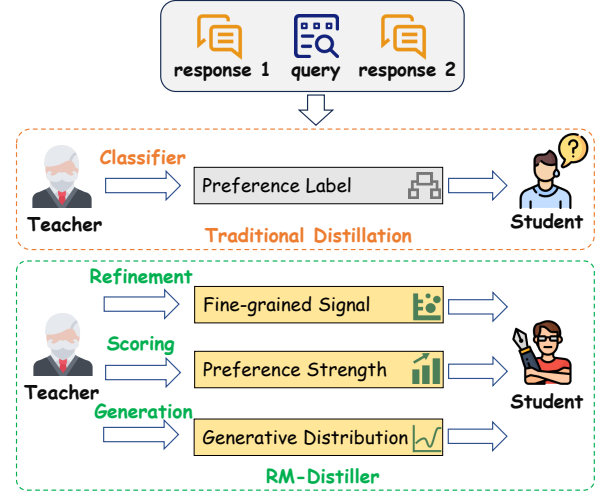 response 1 query response 2
Classifier
Preference Label
Teacher
Student
Traditional Distillation
Refinement
Fine-grained Signal
Scoring
Preference Strength
Teacher
Student
Generation
Generative Distribution
RM-Distiller